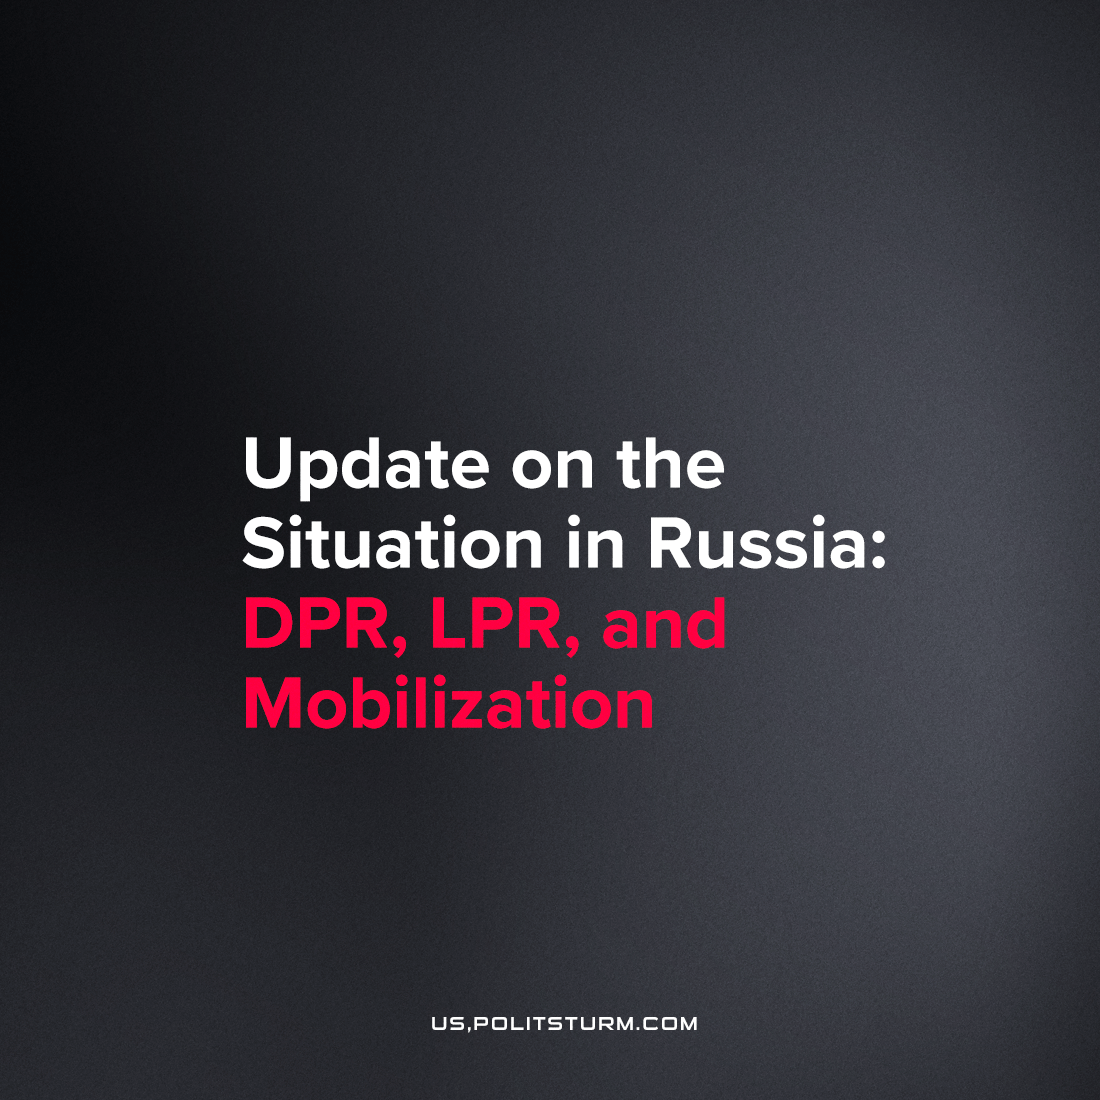 Update on the
Situation in Russia:
DPR, LPR, and
Mobilization
US,POLITSTURM.COM